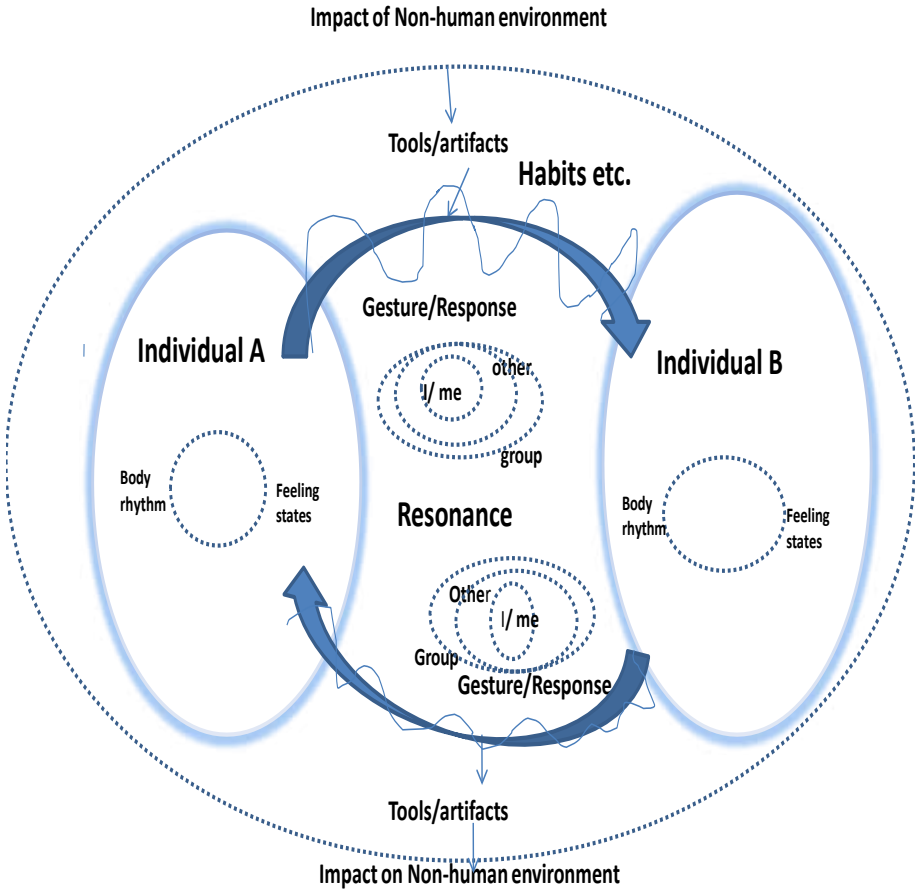 Impact of Non-human environment
Tools/artifacts
Habits etc.
Gesture/Response
Individual A
Individual B
other
I/ me
group
Body
rhythm
Feeling
states
Resonance
Body
rhythm
Feeling
states
Other
I/ me
Group
Gesture/Response
Tools/artifacts
Impact on Non-human environment